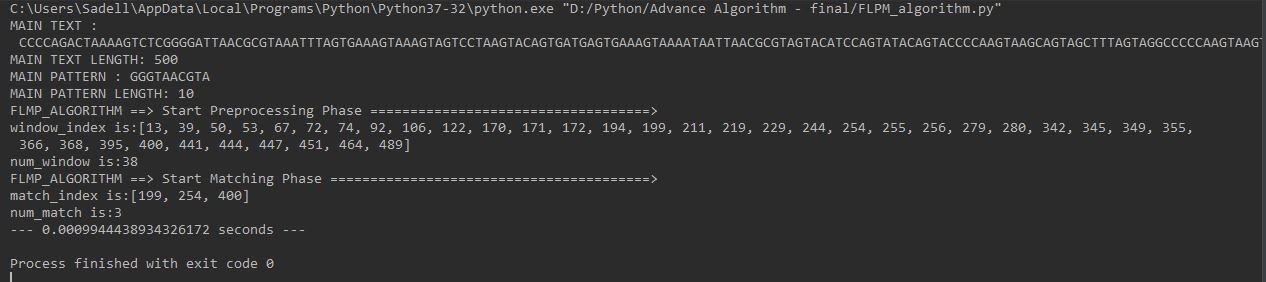 C:\Users\Sadell\AppData\Local\Programs\Python\Python37-32\python.exe "D:/Python/Advance Algorithm - final/FLPM_algorithm.py"
MAIN TEXT :
CCCCAGACTAAAAGTCTCGGGGATTAACGCGTAAATTTAGTGAAAGTAAAGTAGTCCTAAGTACAGTGATGAGTGAAAGTAAAATAATTAACGCGTAGTACATCCAGTATACAGTACCCCAAGTAAGCAGTAGCTTTAGTAGGCCCCCAAGTAAGT
MAIN TEXT LENGTH: 500
MAIN PATTERN : GGGTAACGTA
MAIN PATTERN LENGTH: 10
FLMP_ALGORITHM ==> Start Preprocessing Phase ===================================>
window_index is:[13, 39, 50, 53, 67, 72, 74, 92, 106, 122, 170, 171, 172, 194, 199, 211, 219, 229, 244, 254, 255, 256, 279, 280, 342, 345, 349, 355,
366, 368, 395, 400, 441, 444, 447, 451, 464, 489]
num_window is:38
FLMP_ALGORITHM ==> Start Matching Phase ========================================>
match_index is:[199, 254, 400]
num_match is:3
--- 0.0009944438934326172 seconds ---
Process finished with exit code 0